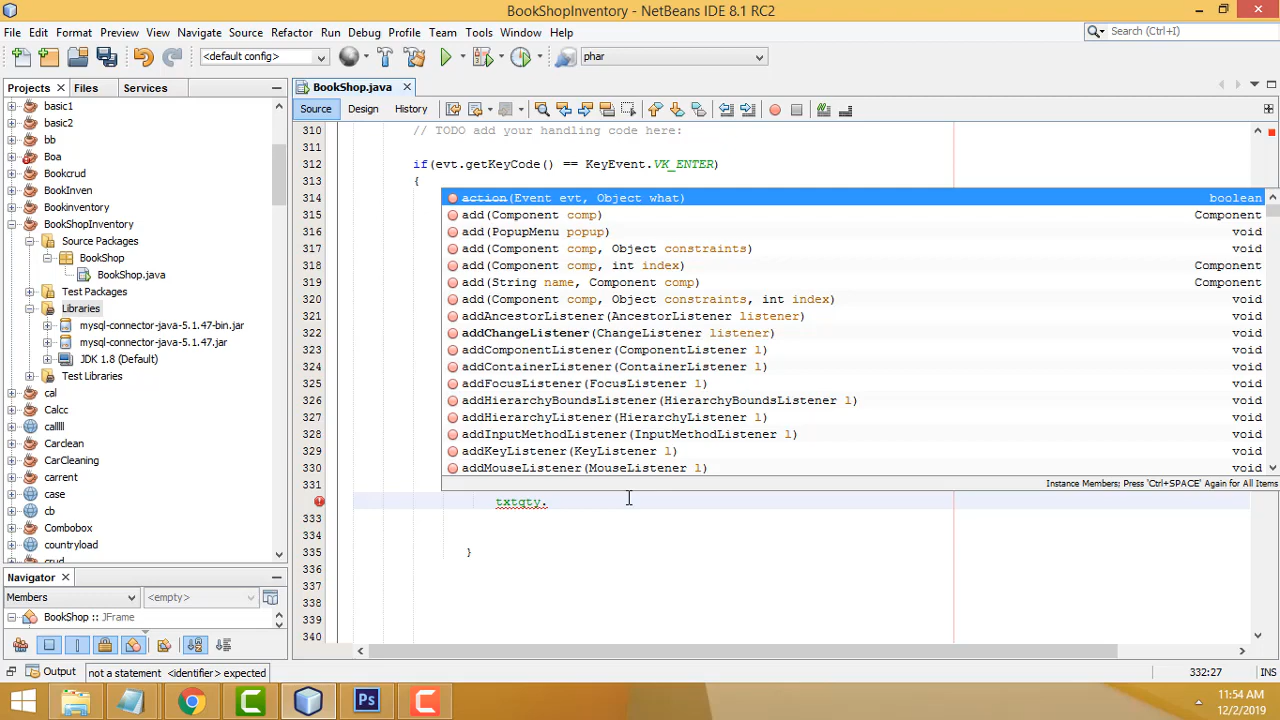 BookShopInventory - NetBeans IDE 8.1 RC2
File Edit Format Preview View Navigate Source Refactor Run Debug Profile Team Tools Window Help
Search (Ctrl+I)
<default config>
phar
Projects Files Services
BookShop.java
Source Design History
basic1
basic2
bb
Boa
Bookcrud
BookInven
Bookinventory
BookShopInventory
Source Packages
BookShop
BookShop.java
Test Packages
Libraries
mysql-connector-java-5.1.47-bin.jar
mysql-connector-java-5.1.47.jar
JDK 1.8 (Default)
Test Libraries
cal
Calcc
callll
Carclean
CarCleaning
carrent
case
cb
Combobox
countryload
crud
Navigator
Members <empty>
BookShop :: JFrame
310 // TODO add your handling code here:
311
312 if(evt.getKeyCode() == KeyEvent.VK_ENTER)
313 {
314 action(Event evt, Object what) boolean
315 add(Component comp) Component
316 add(PopupMenu popup) void
317 add(Component comp, Object constraints) void
318 add(Component comp, int index) Component
319 add(String name, Component comp) Component
320 add(Component comp, Object constraints, int index) void
321 addAncestorListener(AncestorListener listener) void
322 addChangeListener(ChangeListener listener) void
323 addComponentListener(ComponentListener l) void
324 addContainerListener(ContainerListener l) void
325 addFocusListener(FocusListener l) void
326 addHierarchyBoundsListener(HierarchyBoundsListener l) void
327 addHierarchyListener(HierarchyListener l) void
328 addInputMethodListener(InputMethodListener l) void
329 addKeyListener(KeyListener l) void
330 addMouseListener(MouseListener l) void
331 Instance Members; Press 'Ctrl+SPACE' Again for All Items
txtqty.
333
334
335 }
336
337
338
339
340
Output
not a statement <identifier> expected
332:27 INS
Ps
11:54 AM
12/2/2019